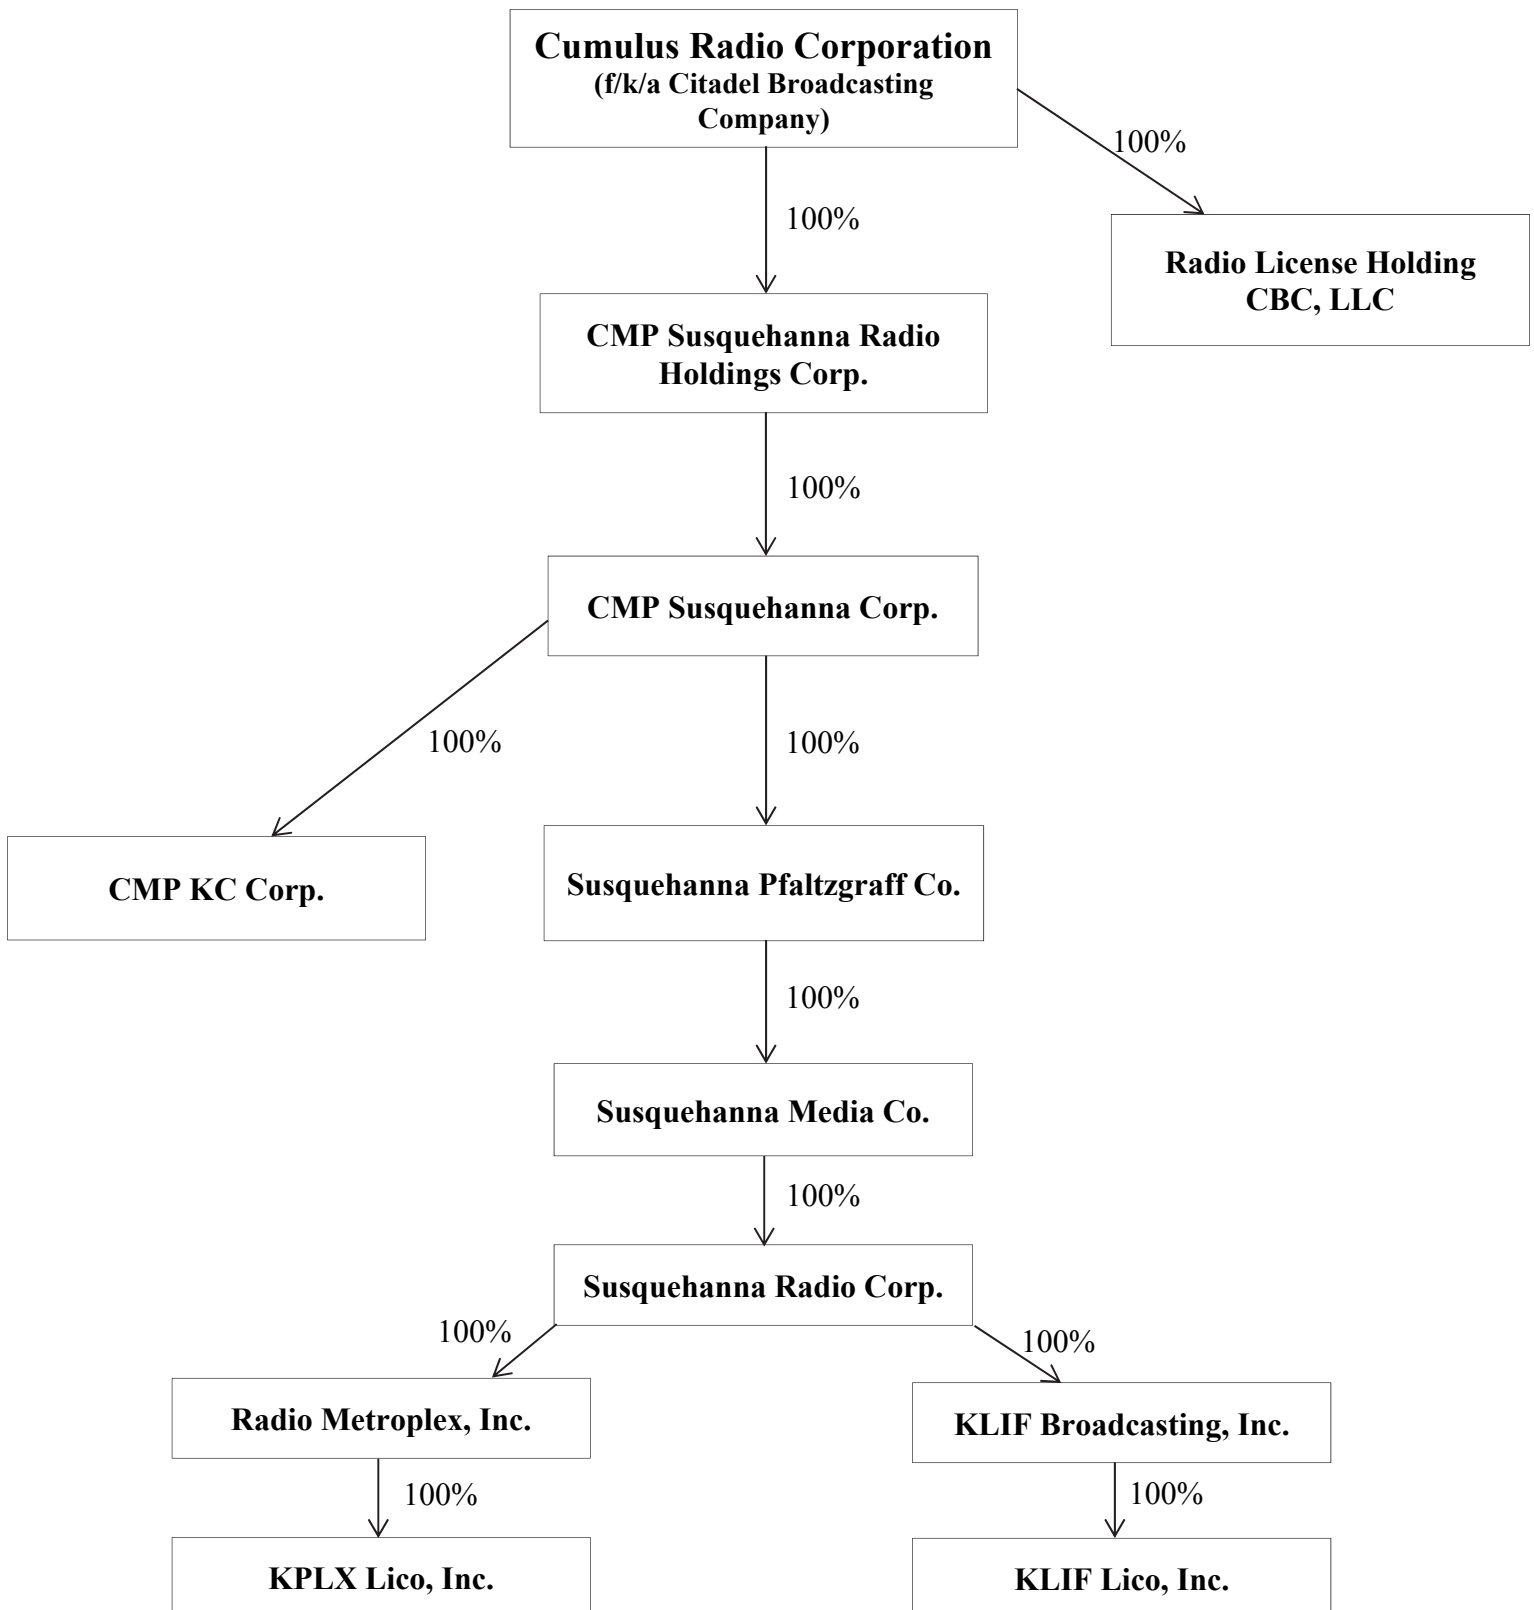 Cumulus Radio Corporation
(f/k/a Citadel Broadcasting
Company)
100%
100%
Radio License Holding
CBC, LLC
CMP Susquehanna Radio
Holdings Corp.
100%
CMP Susquehanna Corp.
100%
100%
CMP KC Corp.
Susquehanna Pfaltzgraff Co.
100%
Susquehanna Media Co.
100%
Susquehanna Radio Corp.
100%
100%
Radio Metroplex, Inc.
KLIF Broadcasting, Inc.
100%
100%
KPLX Lico, Inc.
KLIF Lico, Inc.